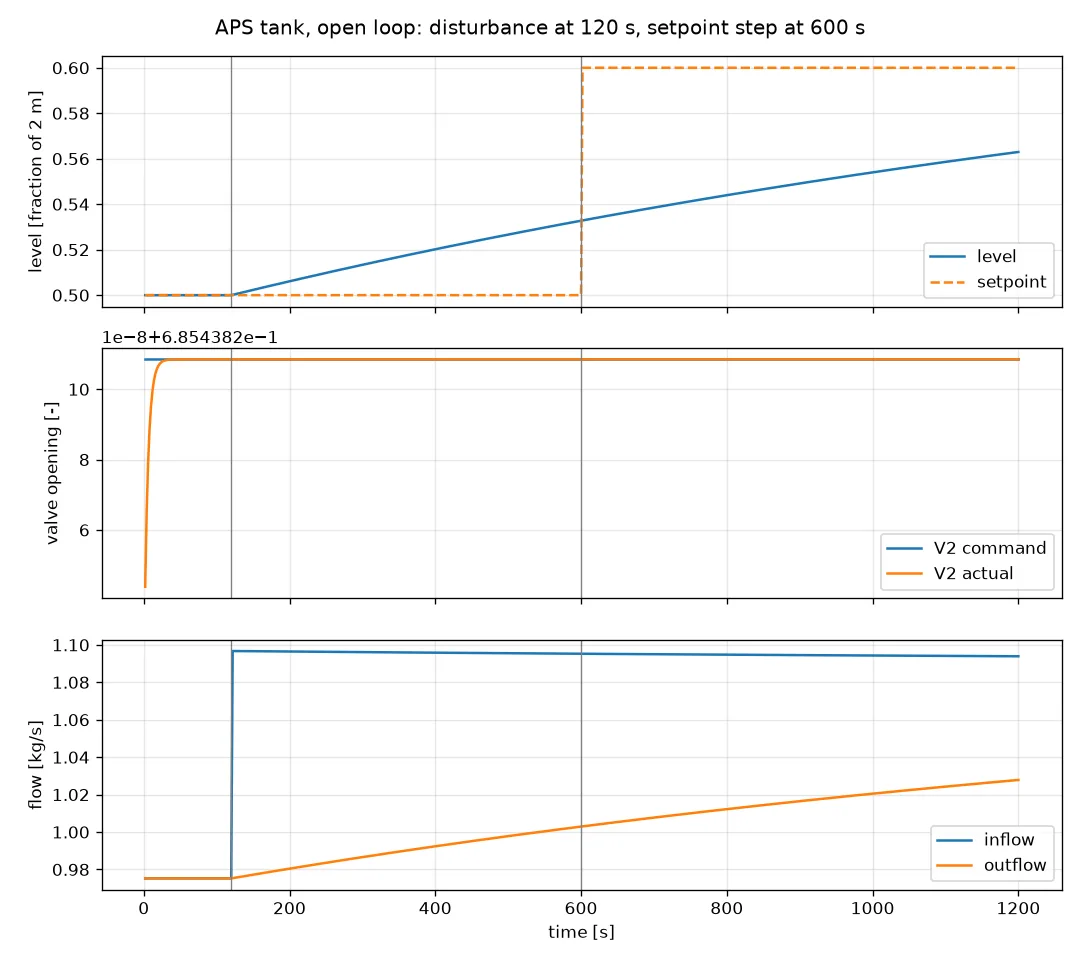 APS tank, open loop: disturbance at 120 s, setpoint step at 600 s
level [fraction of 2 m]
0.60
0.58
0.56
0.54
0.52
0.50
level
setpoint
1e−8+6.854382e−1
valve opening [-]
10
8
6
V2 command
V2 actual
flow [kg/s]
1.10
1.08
1.06
1.04
1.02
1.00
0.98
inflow
outflow
0 200 400 600 800 1000 1200
time [s]